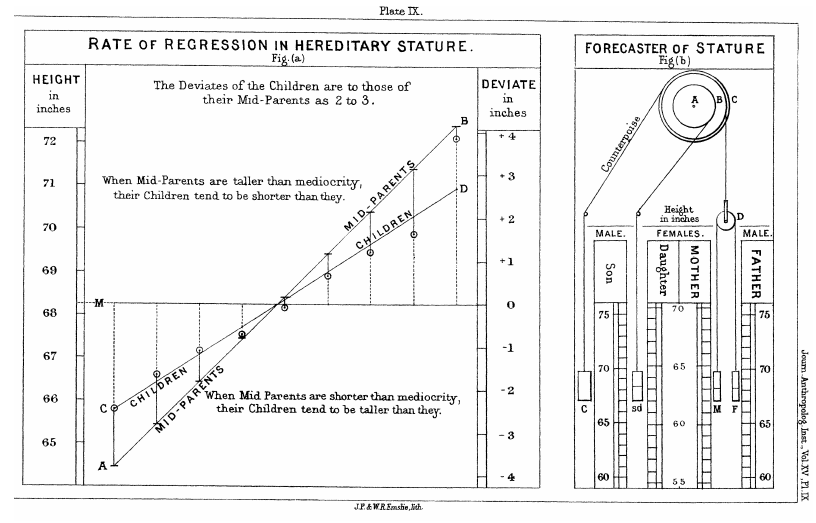 Plate IX.
RATE OF REGRESSION IN HEREDITARY STATURE.
Fig. (a)
HEIGHT
in
inches
The Deviates of the Children are to those of
their Mid-Parents as 2 to 3.
DEVIATE
in
inches
72
71
70
69
68
67
66
65
When Mid-Parents are taller than mediocrity,
their Children tend to be shorter than they.
MID-PARENTS
CHILDREN
B
D
M
C
A
CHILDREN
MID-PARENTS
When Mid Parents are shorter than mediocrity,
their Children tend to be taller than they.
+4
+3
+2
+1
0
-1
-2
-3
-4
FORECASTER OF STATURE
Fig (b)
A
B
C
Counterpoise
D
Height
in inches
MALE.
FEMALES.
MALE.
Son
Daughter
MOTHER
FATHER
75
70
65
60
70
65
60
55
75
70
65
60
C
sd
M
F
Journ. Anthropolog. Inst., Vol. XV, Pl. IX
J.P. & W.R. Emslie, lith.